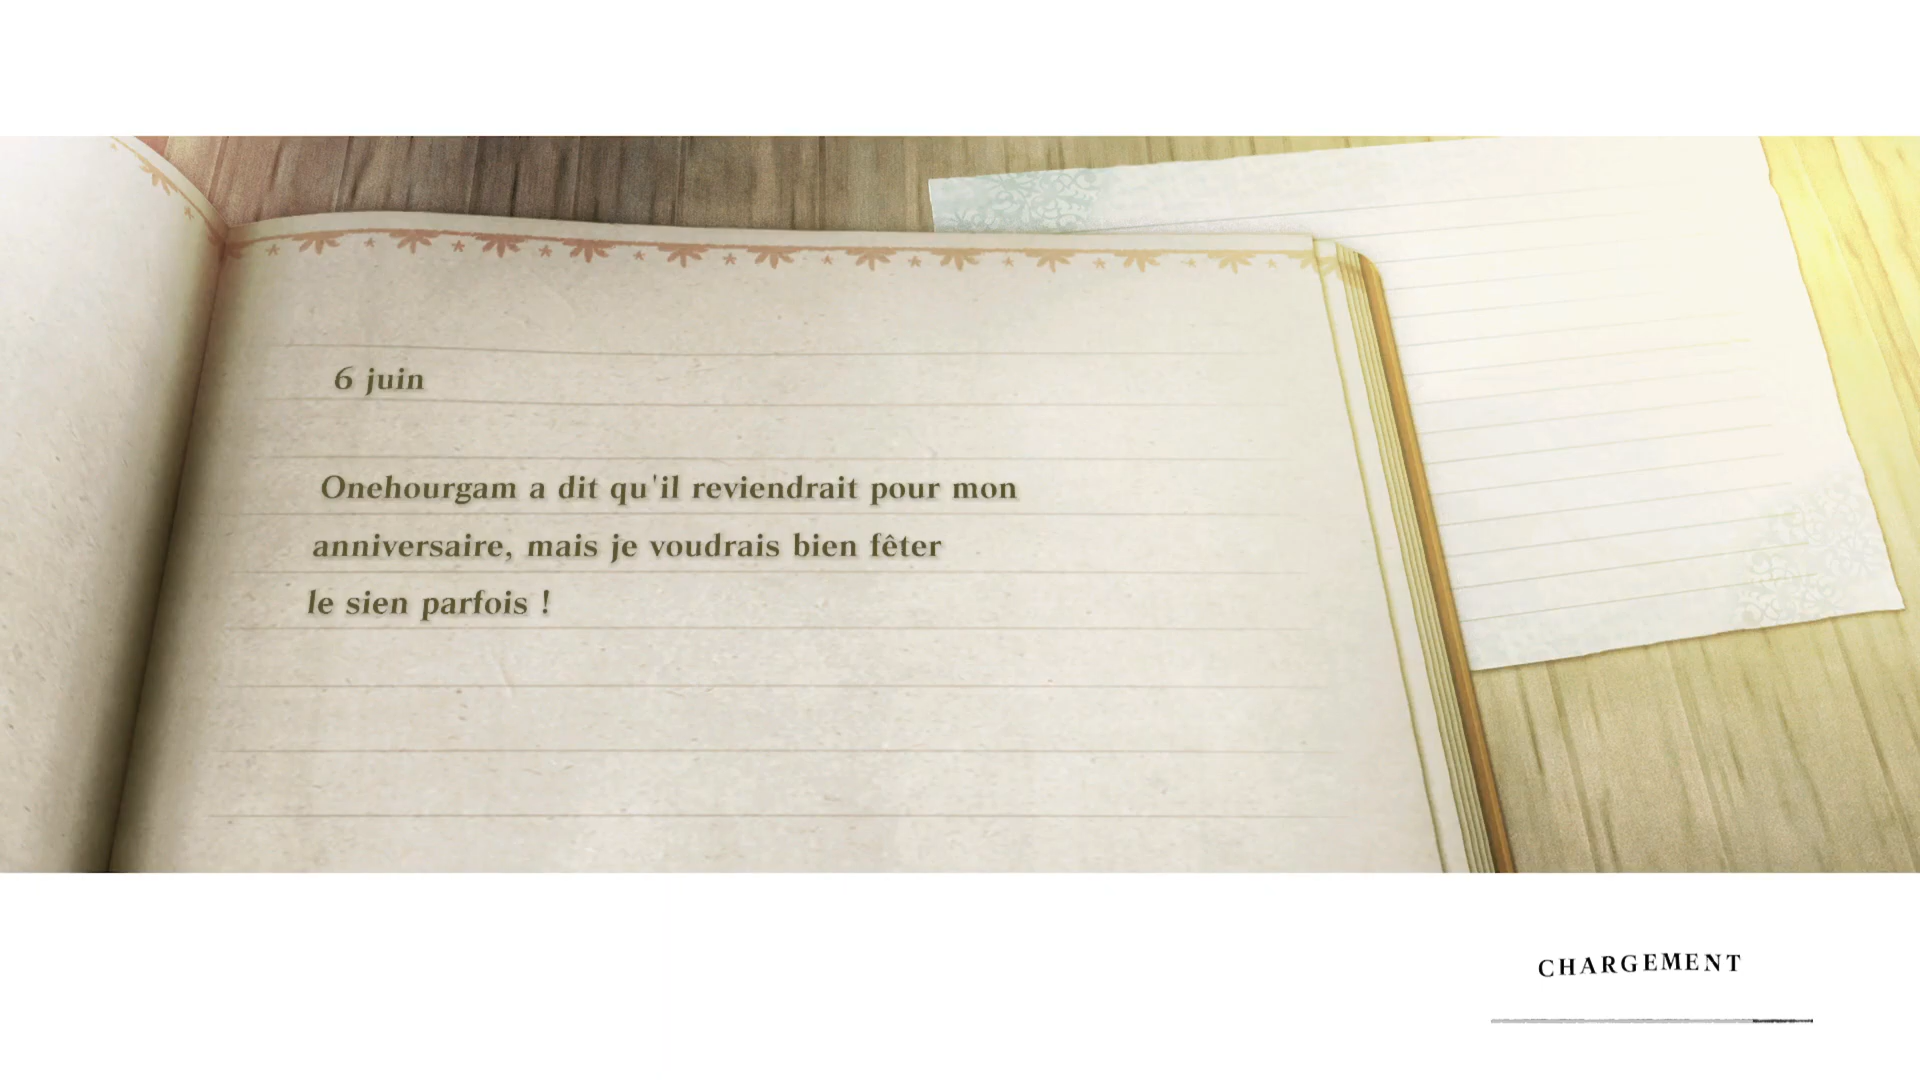 6 juin
Onehourgam a dit qu'il reviendrait pour mon
anniversaire, mais je voudrais bien fêter
le sien parfois !
CHARGEMENT